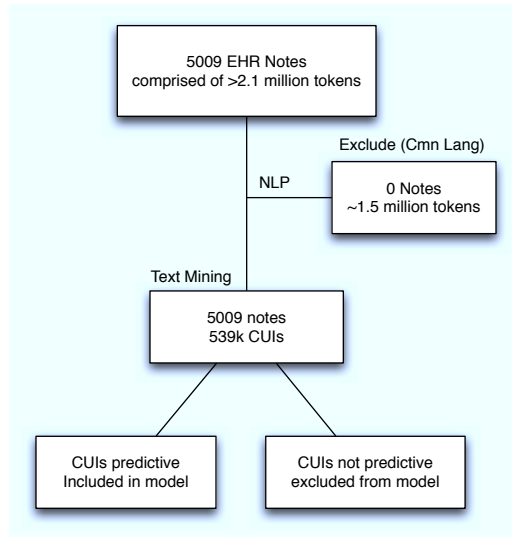 5009 EHR Notes
comprised of >2.1 million tokens
Exclude (Cmn Lang)
NLP
0 Notes
~1.5 million tokens
Text Mining
5009 notes
539k CUIs
CUIs predictive
Included in model
CUIs not predictive
excluded from model